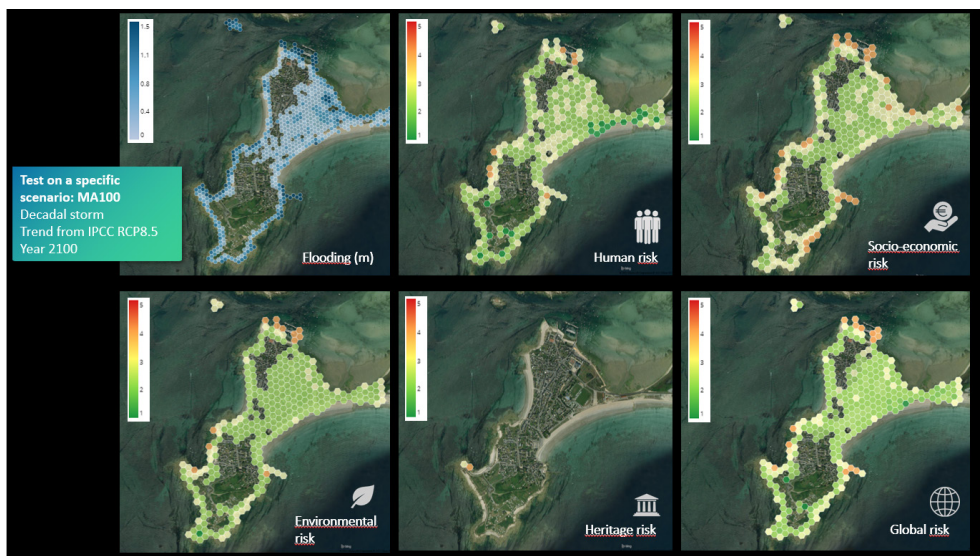 1.5
1.1
0.8
0.4
0
Flooding (m)
5
4
3
2
1
Human risk
5
4
3
2
1
Socio-economic
risk
Test on a specific
scenario: MA100
Decadal storm
Trend from IPCC RCP8.5
Year 2100
5
4
3
2
1
Environmental
risk
5
4
3
2
1
Heritage risk
5
4
3
2
1
Global risk